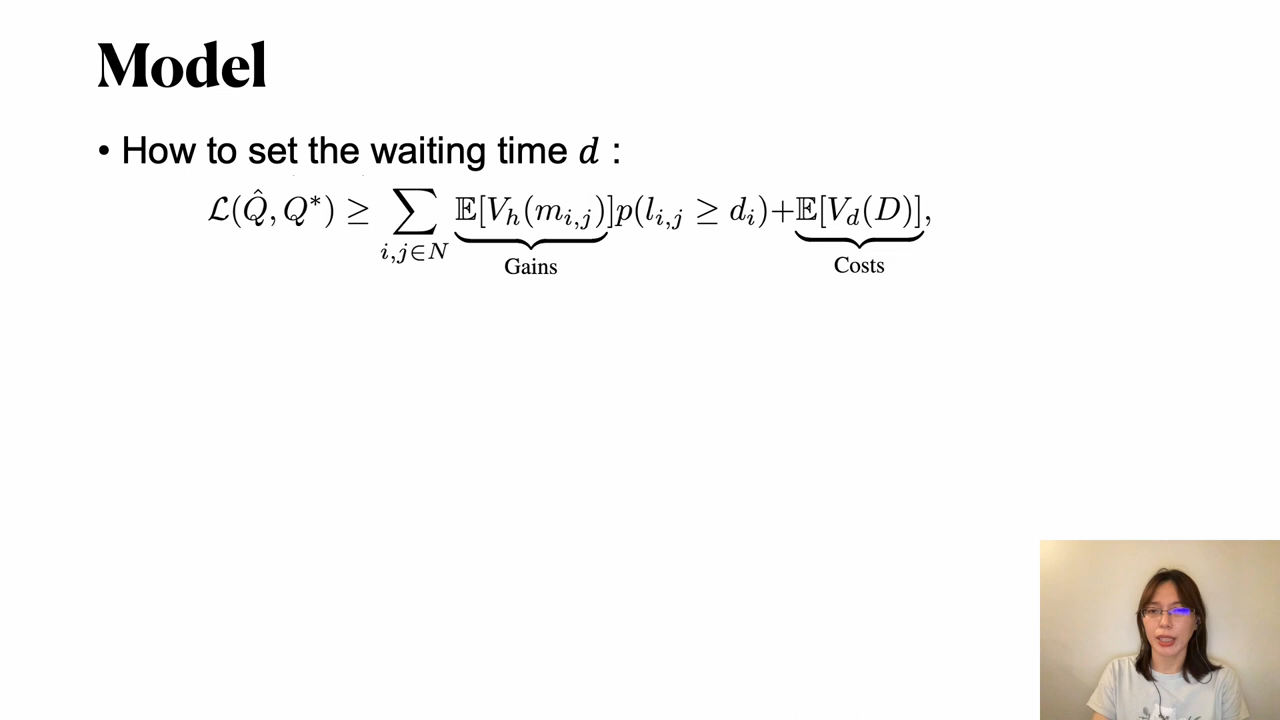 Model
• How to set the waiting time d :
ℒ(Q̂, Q*) ≥ ∑_{i,j∈N} 𝔼[V_h(m_{i,j})]p(l_{i,j} ≥ d_i)+𝔼[V_d(D)],
Gains Costs